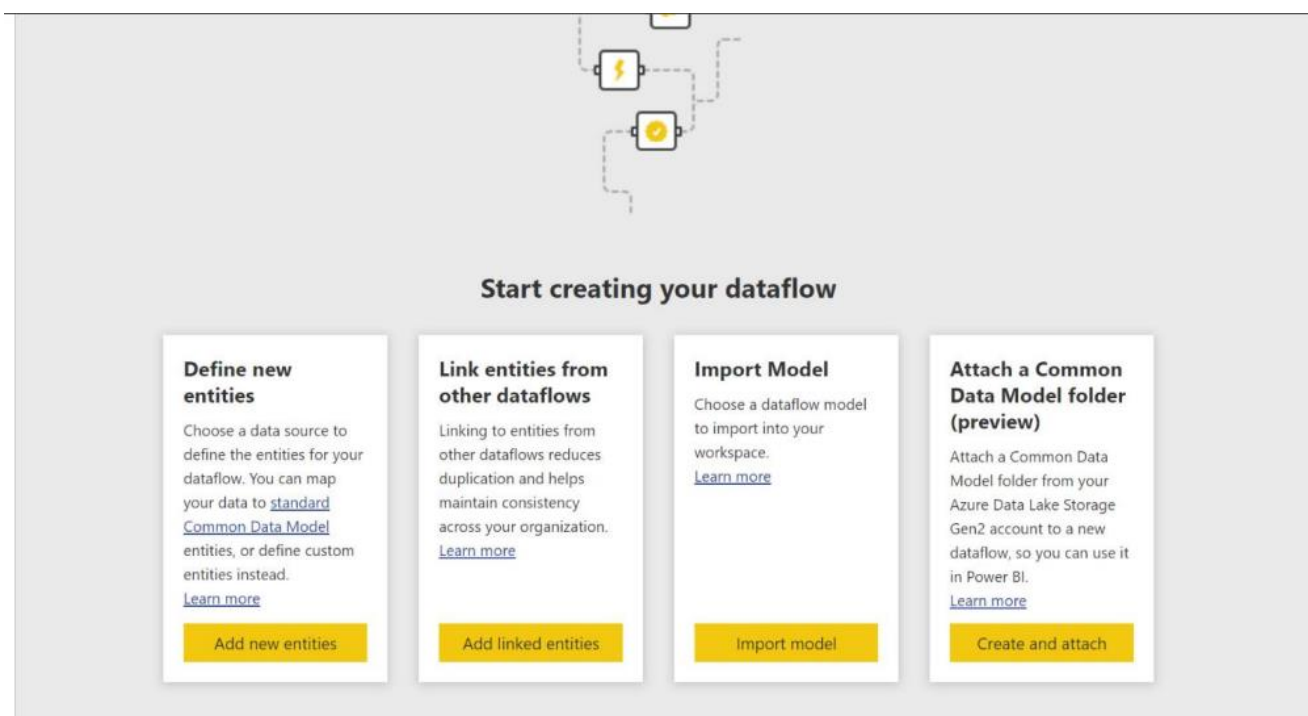 Start creating your dataflow
Define new
entities
Choose a data source to
define the entities for your
dataflow. You can map
your data to standard
Common Data Model
entities, or define custom
entities instead.
Learn more
Add new entities
Link entities from
other dataflows
Linking to entities from
other dataflows reduces
duplication and helps
maintain consistency
across your organization.
Learn more
Add linked entities
Import Model
Choose a dataflow model
to import into your
workspace.
Learn more
Import model
Attach a Common
Data Model folder
(preview)
Attach a Common Data
Model folder from your
Azure Data Lake Storage
Gen2 account to a new
dataflow, so you can use it
in Power BI.
Learn more
Create and attach